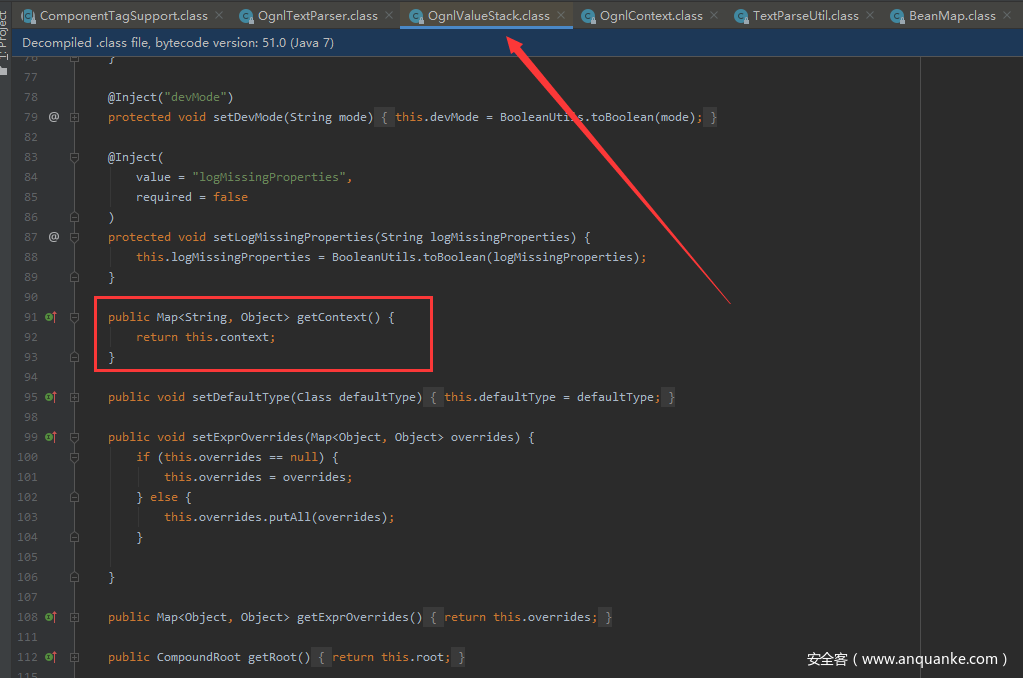 ComponentTagSupport.class OgnlTextParser.class OgnlValueStack.class OgnlContext.class TextParseUtil.class BeanMap.class
1: Project
Decompiled .class file, bytecode version: 51.0 (Java 7)
76 }
77
78 @Inject("devMode")
79 @ protected void setDevMode(String mode) { this.devMode = BooleanUtils.toBoolean(mode); }
82
83 @Inject(
84 value = "logMissingProperties",
85 required = false
86 )
87 @ protected void setLogMissingProperties(String logMissingProperties) {
88 this.logMissingProperties = BooleanUtils.toBoolean(logMissingProperties);
89 }
90
91 public Map<String, Object> getContext() {
92 return this.context;
93 }
94
95 public void setDefaultType(Class defaultType) { this.defaultType = defaultType; }
98
99 public void setExprOverrides(Map<Object, Object> overrides) {
100 if (this.overrides == null) {
101 this.overrides = overrides;
102 } else {
103 this.overrides.putAll(overrides);
104 }
105
106 }
107
108 public Map<Object, Object> getExprOverrides() { return this.overrides; }
111
112 public CompoundRoot getRoot() { return this.root; }
115
安全客（www.anquanke.com）